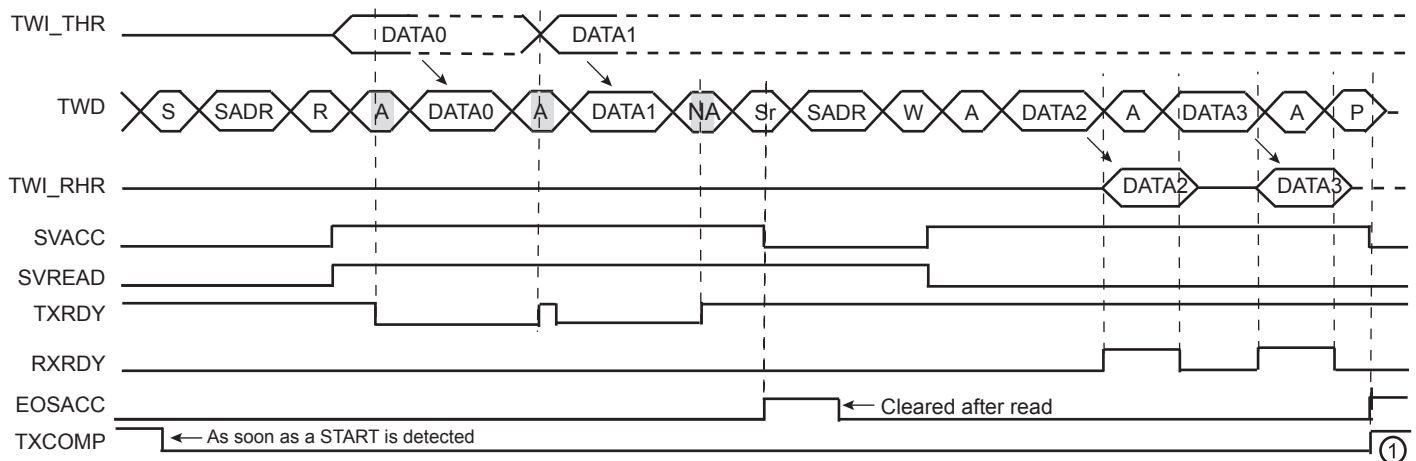 TWI_THR DATA0 DATA1
TWD S SADR R A DATA0 A DATA1 NA Sr SADR W A DATA2 A DATA3 A P
TWI_RHR DATA2 DATA3
SVACC
SVREAD
TXRDY
RXRDY
EOSACC Cleared after read
TXCOMP As soon as a START is detected 1